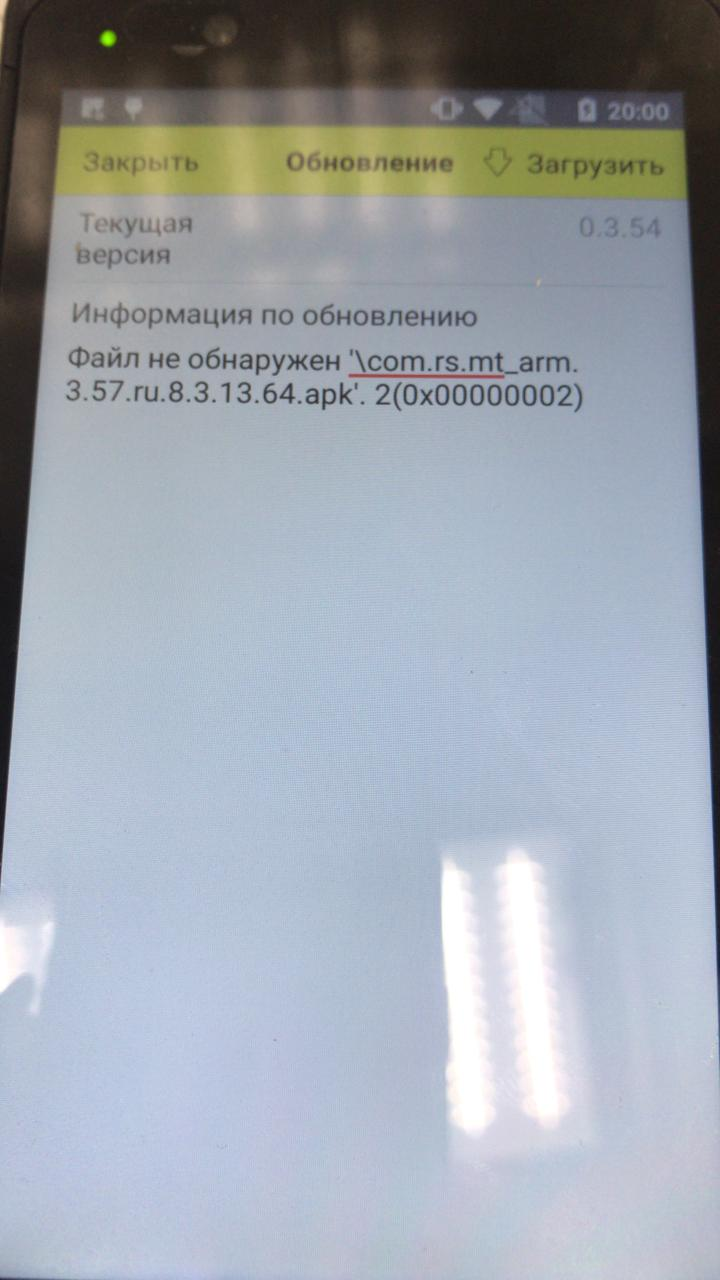 20:00
Закрыть Обновление Загрузить
Текущая 0.3.54
версия
Информация по обновлению
Файл не обнаружен '\com.rs.mt_arm.
3.57.ru.8.3.13.64.apk'. 2(0x00000002)